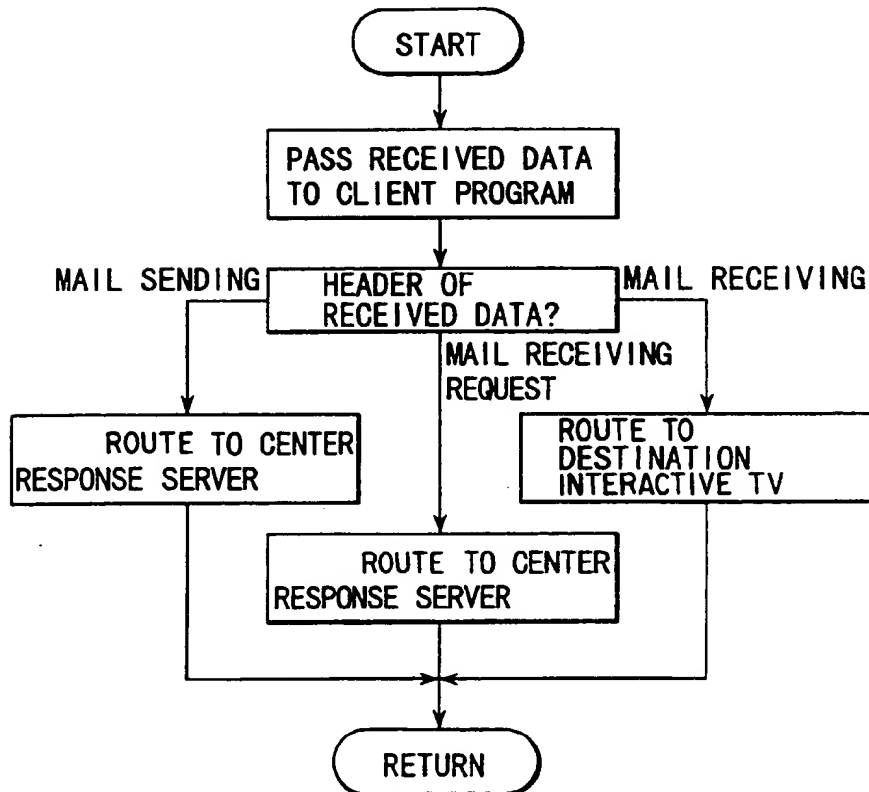 START
PASS RECEIVED DATA
TO CLIENT PROGRAM
MAIL SENDING
HEADER OF
RECEIVED DATA?
MAIL RECEIVING
MAIL RECEIVING
REQUEST
ROUTE TO CENTER
RESPONSE SERVER
ROUTE TO
DESTINATION
INTERACTIVE TV
ROUTE TO CENTER
RESPONSE SERVER
RETURN